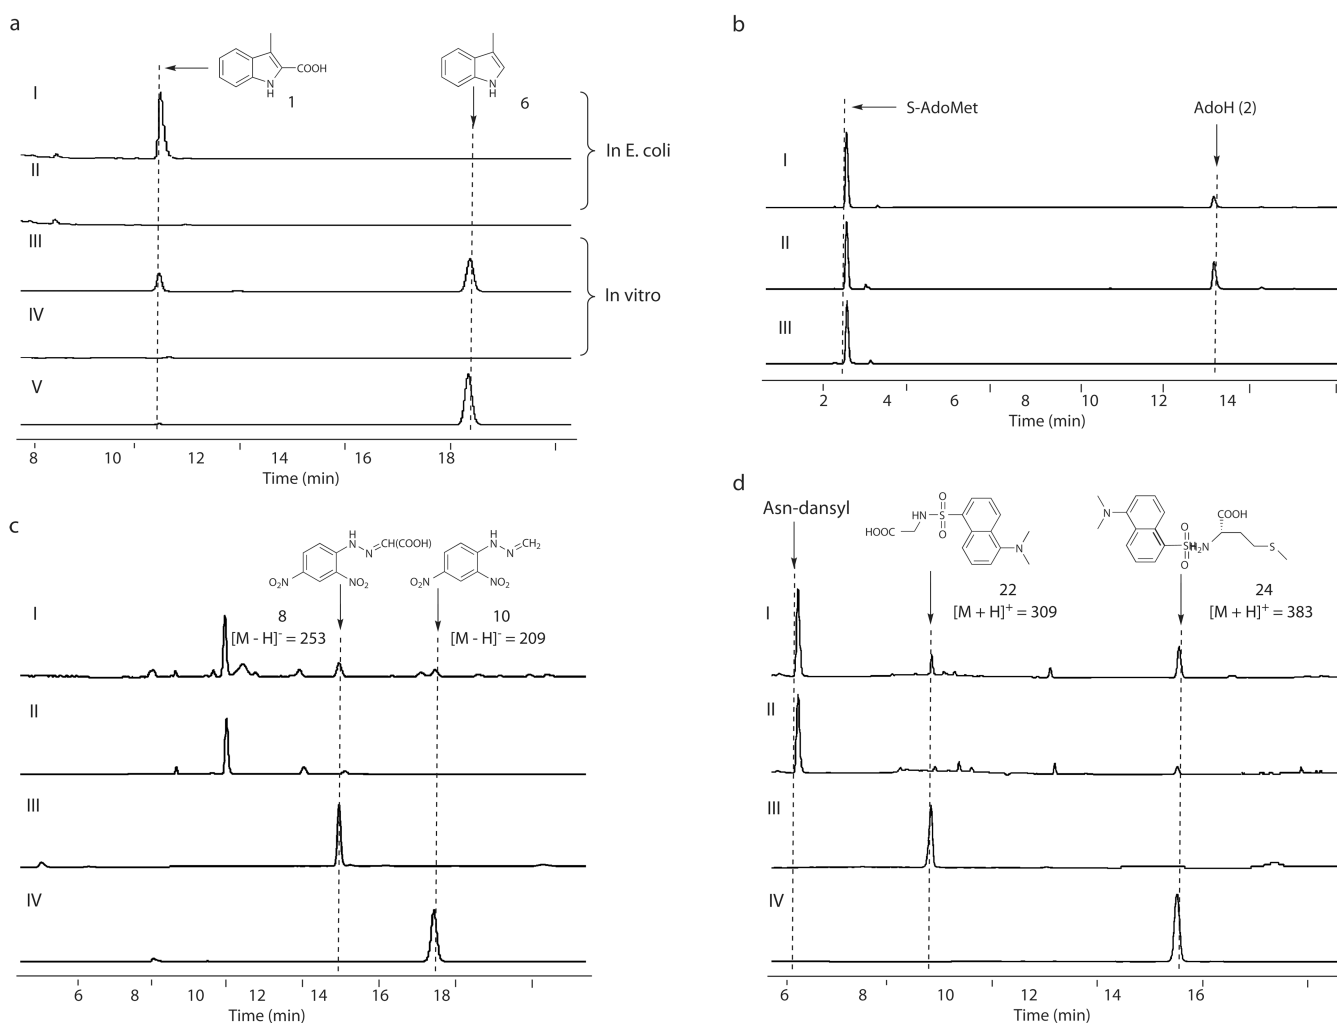 a
COOH
N
H
1
N
H
6
I
II
III
IV
V
In E. coli
In vitro
8 10 12 14 16 18
Time (min)
b
S-AdoMet
AdoH (2)
I
II
III
2 4 6 8 10 12 14
Time (min)
c
H
N
N
CH(COOH)
O₂N
NO₂
8
[M - H]⁻ = 253
H
N
N
CH₂
O₂N
NO₂
10
[M - H]⁻ = 209
I
II
III
IV
6 8 10 12 14 16 18
Time (min)
d
Asn-dansyl
HOOC
HN
O
S
O
N
22
[M + H]⁺ = 309
N
O
S
O
H₂N
COOH
S
24
[M + H]⁺ = 383
I
II
III
IV
6 8 10 12 14 16
Time (min)